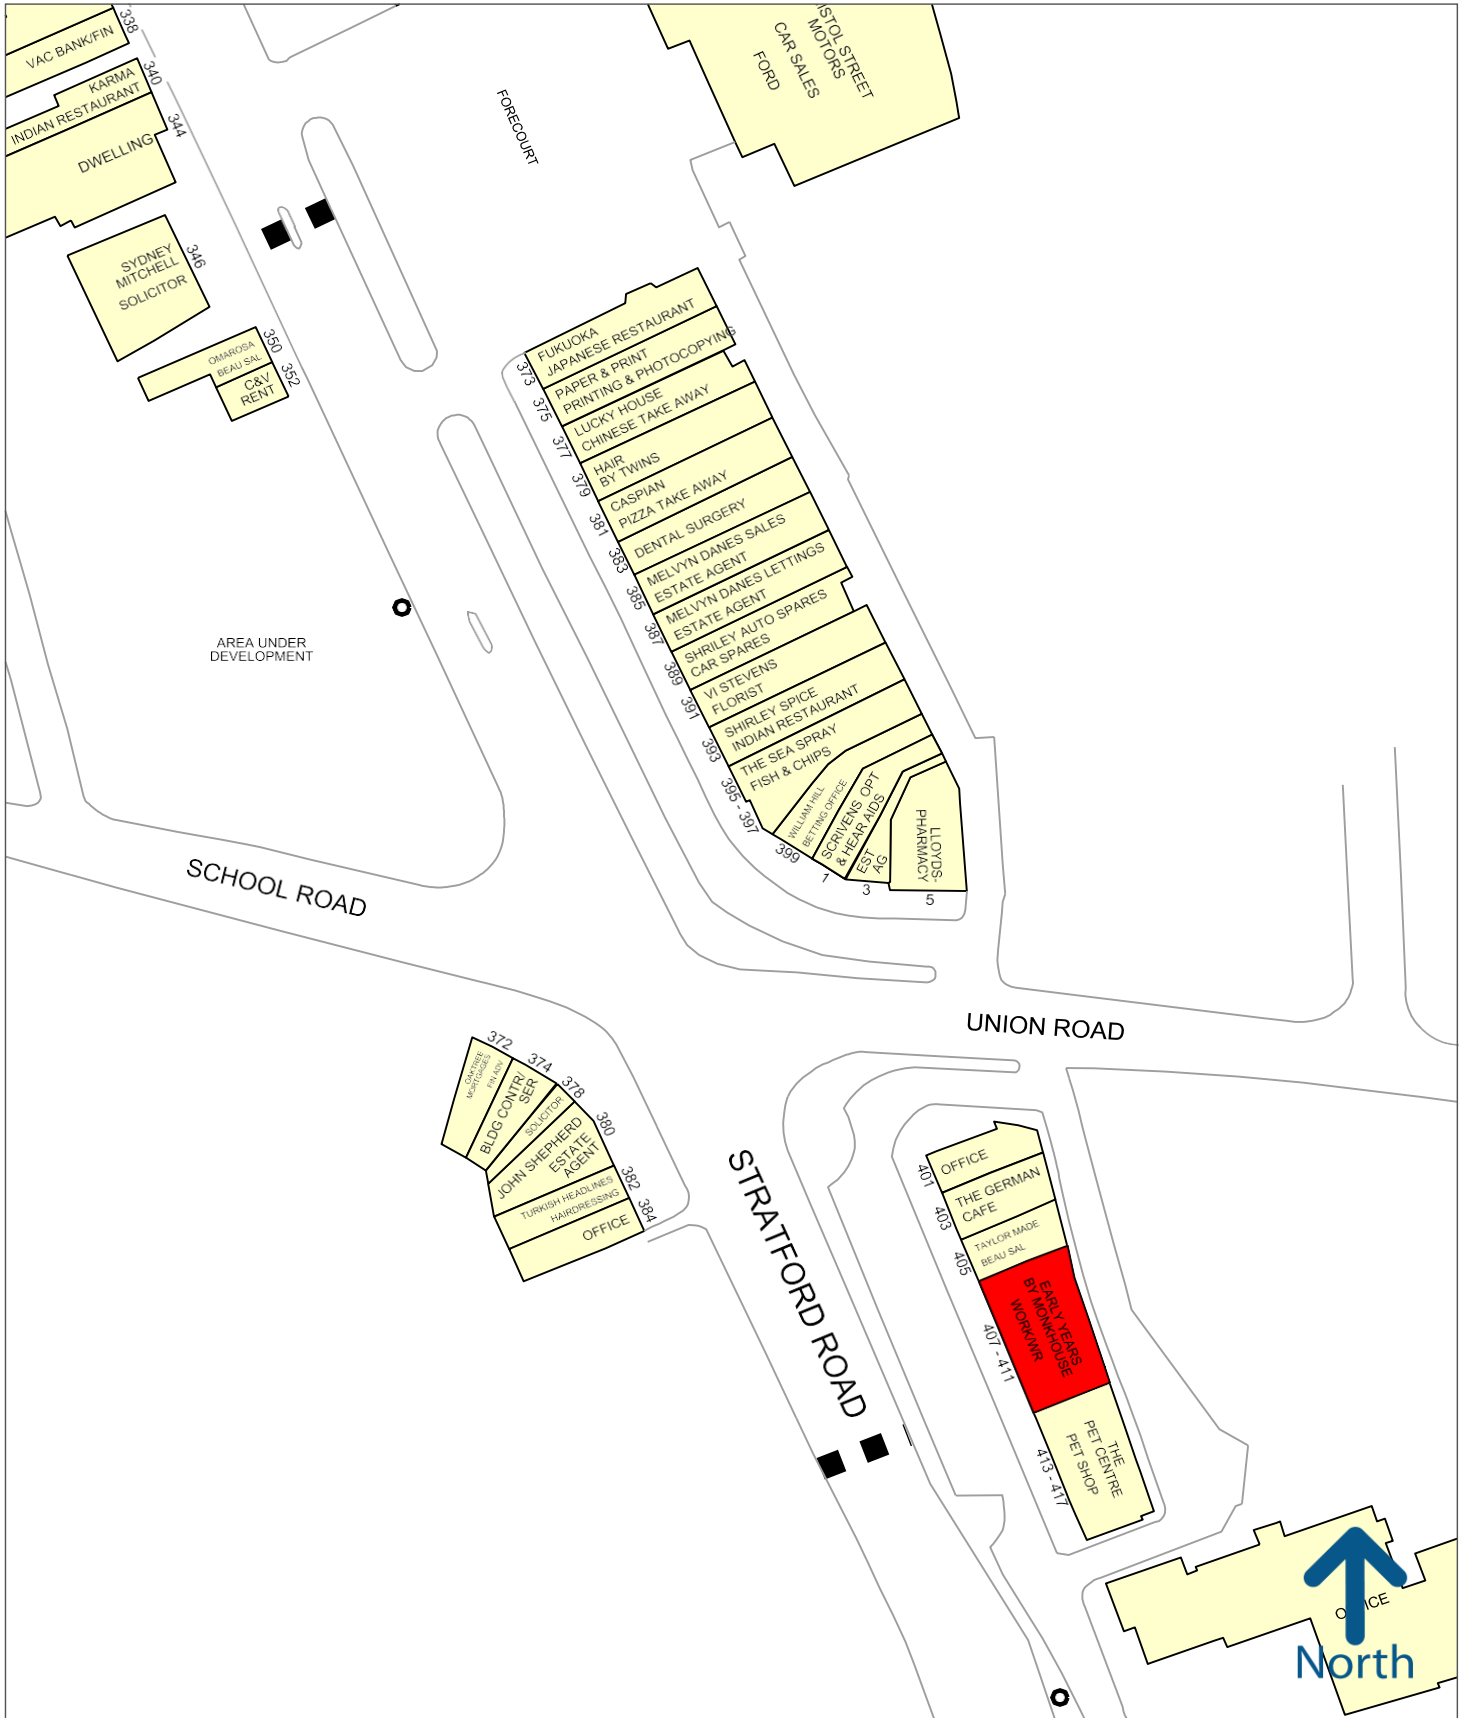 338
VAC BANK/FIN
340
KARMA
INDIAN RESTAURANT
344
DWELLING
346
SYDNEY
MITCHELL
SOLICITOR
350
OMAROSA
BEAU SAL
352
C&V
RENT
FORECOURT
ISTOL STREET
MOTORS
CAR SALES
FORD
FUKUOKA
JAPANESE RESTAURANT
373
PAPER & PRINT
PRINTING & PHOTOCOPYING
375
LUCKY HOUSE
CHINESE TAKE AWAY
377
HAIR
BY TWINS
379
CASPIAN
PIZZA TAKE AWAY
381
DENTAL SURGERY
383
MELVYN DANES SALES
ESTATE AGENT
385
MELVYN DANES LETTINGS
ESTATE AGENT
387
SHRILEY AUTO SPARES
CAR SPARES
389
VI STEVENS
FLORIST
391
SHIRLEY SPICE
INDIAN RESTAURANT
393
THE SEA SPRAY
FISH & CHIPS
395 - 397
WILLIAM HILL
BETTING OFFICE
399
SCRIVENS OPT
& HEAR AIDS
1
EST
AG
3
LLOYDS-
PHARMACY
5
AREA UNDER
DEVELOPMENT
SCHOOL ROAD
UNION ROAD
STRATFORD ROAD
372
OAKTREE
MORTGAGES
FIN ADV
374
BLDG CONTR/
SER
378
SOLICITOR
380
JOHN SHEPHERD
ESTATE
AGENT
382
TURKISH HEADLINES
HAIRDRESSING
384
OFFICE
401
OFFICE
403
THE GERMAN
CAFE
405
TAYLOR MADE
BEAU SAL
407 - 411
EARLY YEARS
BY MONKHOUSE
WORK/WR
413 - 417
THE
PET CENTRE
PET SHOP
North